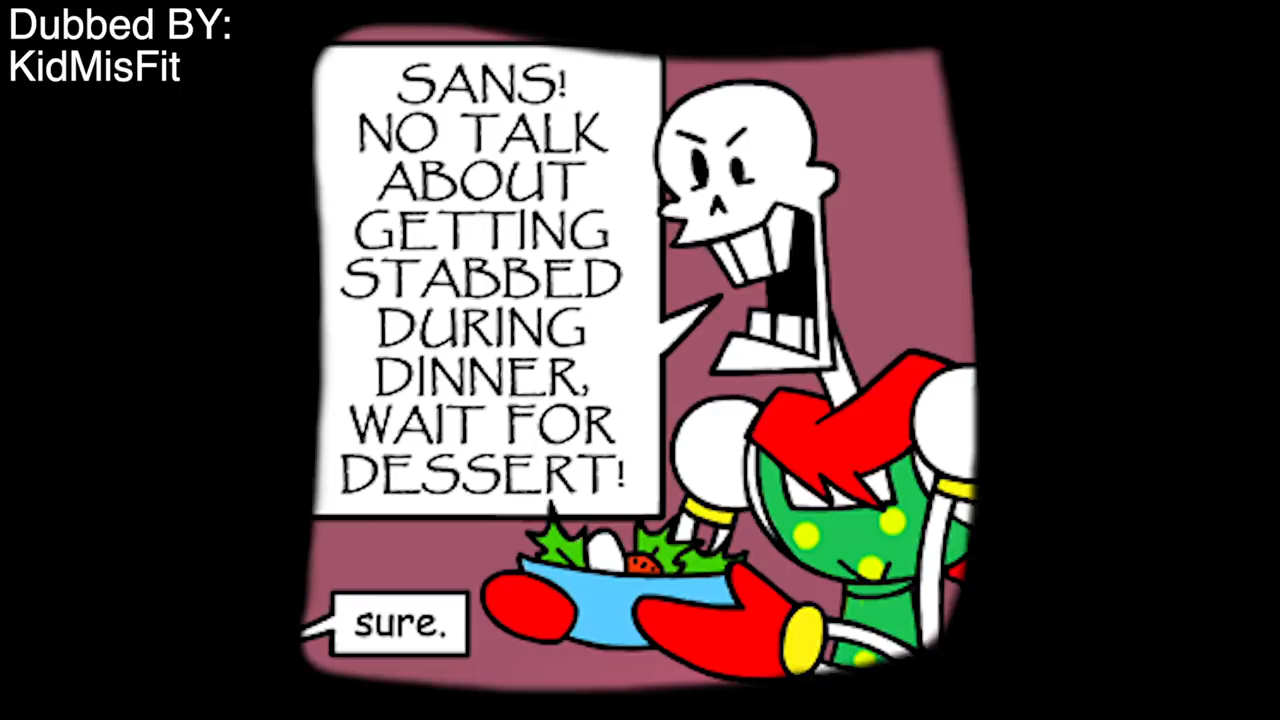 Dubbed BY:
KidMisFit
SANS!
NO TALK
ABOUT
GETTING
STABBED
DURING
DINNER,
WAIT FOR
DESSERT!
sure.